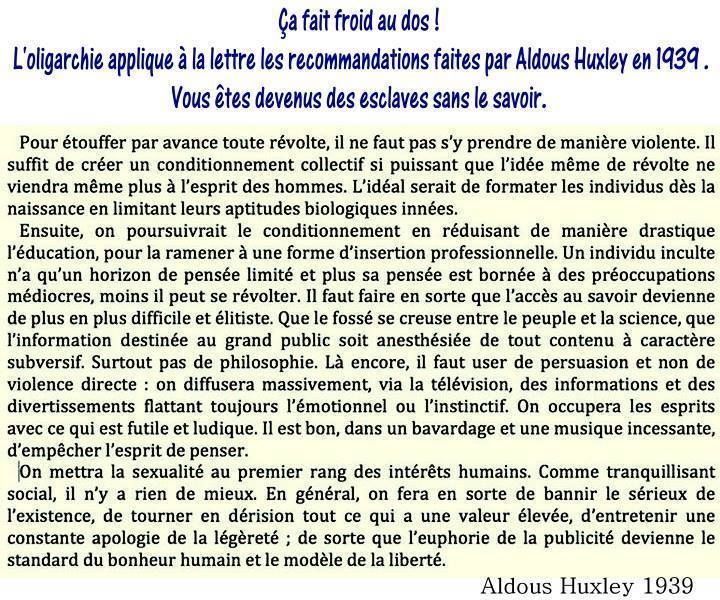 Ça fait froid au dos !
L'oligarchie applique à la lettre les recommandations faites par Aldous Huxley en 1939 .
Vous êtes devenus des esclaves sans le savoir.
Pour étouffer par avance toute révolte, il ne faut pas s'y prendre de manière violente. Il
suffit de créer un conditionnement collectif si puissant que l'idée même de révolte ne
viendra même plus à l'esprit des hommes. L'idéal serait de formater les individus dès la
naissance en limitant leurs aptitudes biologiques innées.
Ensuite, on poursuivrait le conditionnement en réduisant de manière drastique
l'éducation, pour la ramener à une forme d'insertion professionnelle. Un individu inculte
n'a qu'un horizon de pensée limité et plus sa pensée est bornée à des préoccupations
médiocres, moins il peut se révolter. Il faut faire en sorte que l'accès au savoir devienne
de plus en plus difficile et élitiste. Que le fossé se creuse entre le peuple et la science, que
l'information destinée au grand public soit anesthésiée de tout contenu à caractère
subversif. Surtout pas de philosophie. Là encore, il faut user de persuasion et non de
violence directe : on diffusera massivement, via la télévision, des informations et des
divertissements flattant toujours l'émotionnel ou l'instinctif. On occupera les esprits
avec ce qui est futile et ludique. Il est bon, dans un bavardage et une musique incessante,
d'empêcher l'esprit de penser.
On mettra la sexualité au premier rang des intérêts humains. Comme tranquillisant
social, il n'y a rien de mieux. En général, on fera en sorte de bannir le sérieux de
l'existence, de tourner en dérision tout ce qui a une valeur élevée, d'entretenir une
constante apologie de la légèreté ; de sorte que l'euphorie de la publicité devienne le
standard du bonheur humain et le modèle de la liberté.
Aldous Huxley 1939